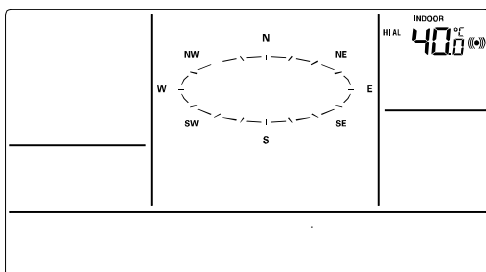 INDOOR
HI AL 40.0 °C
N
NW NE
W E
SW SE
S